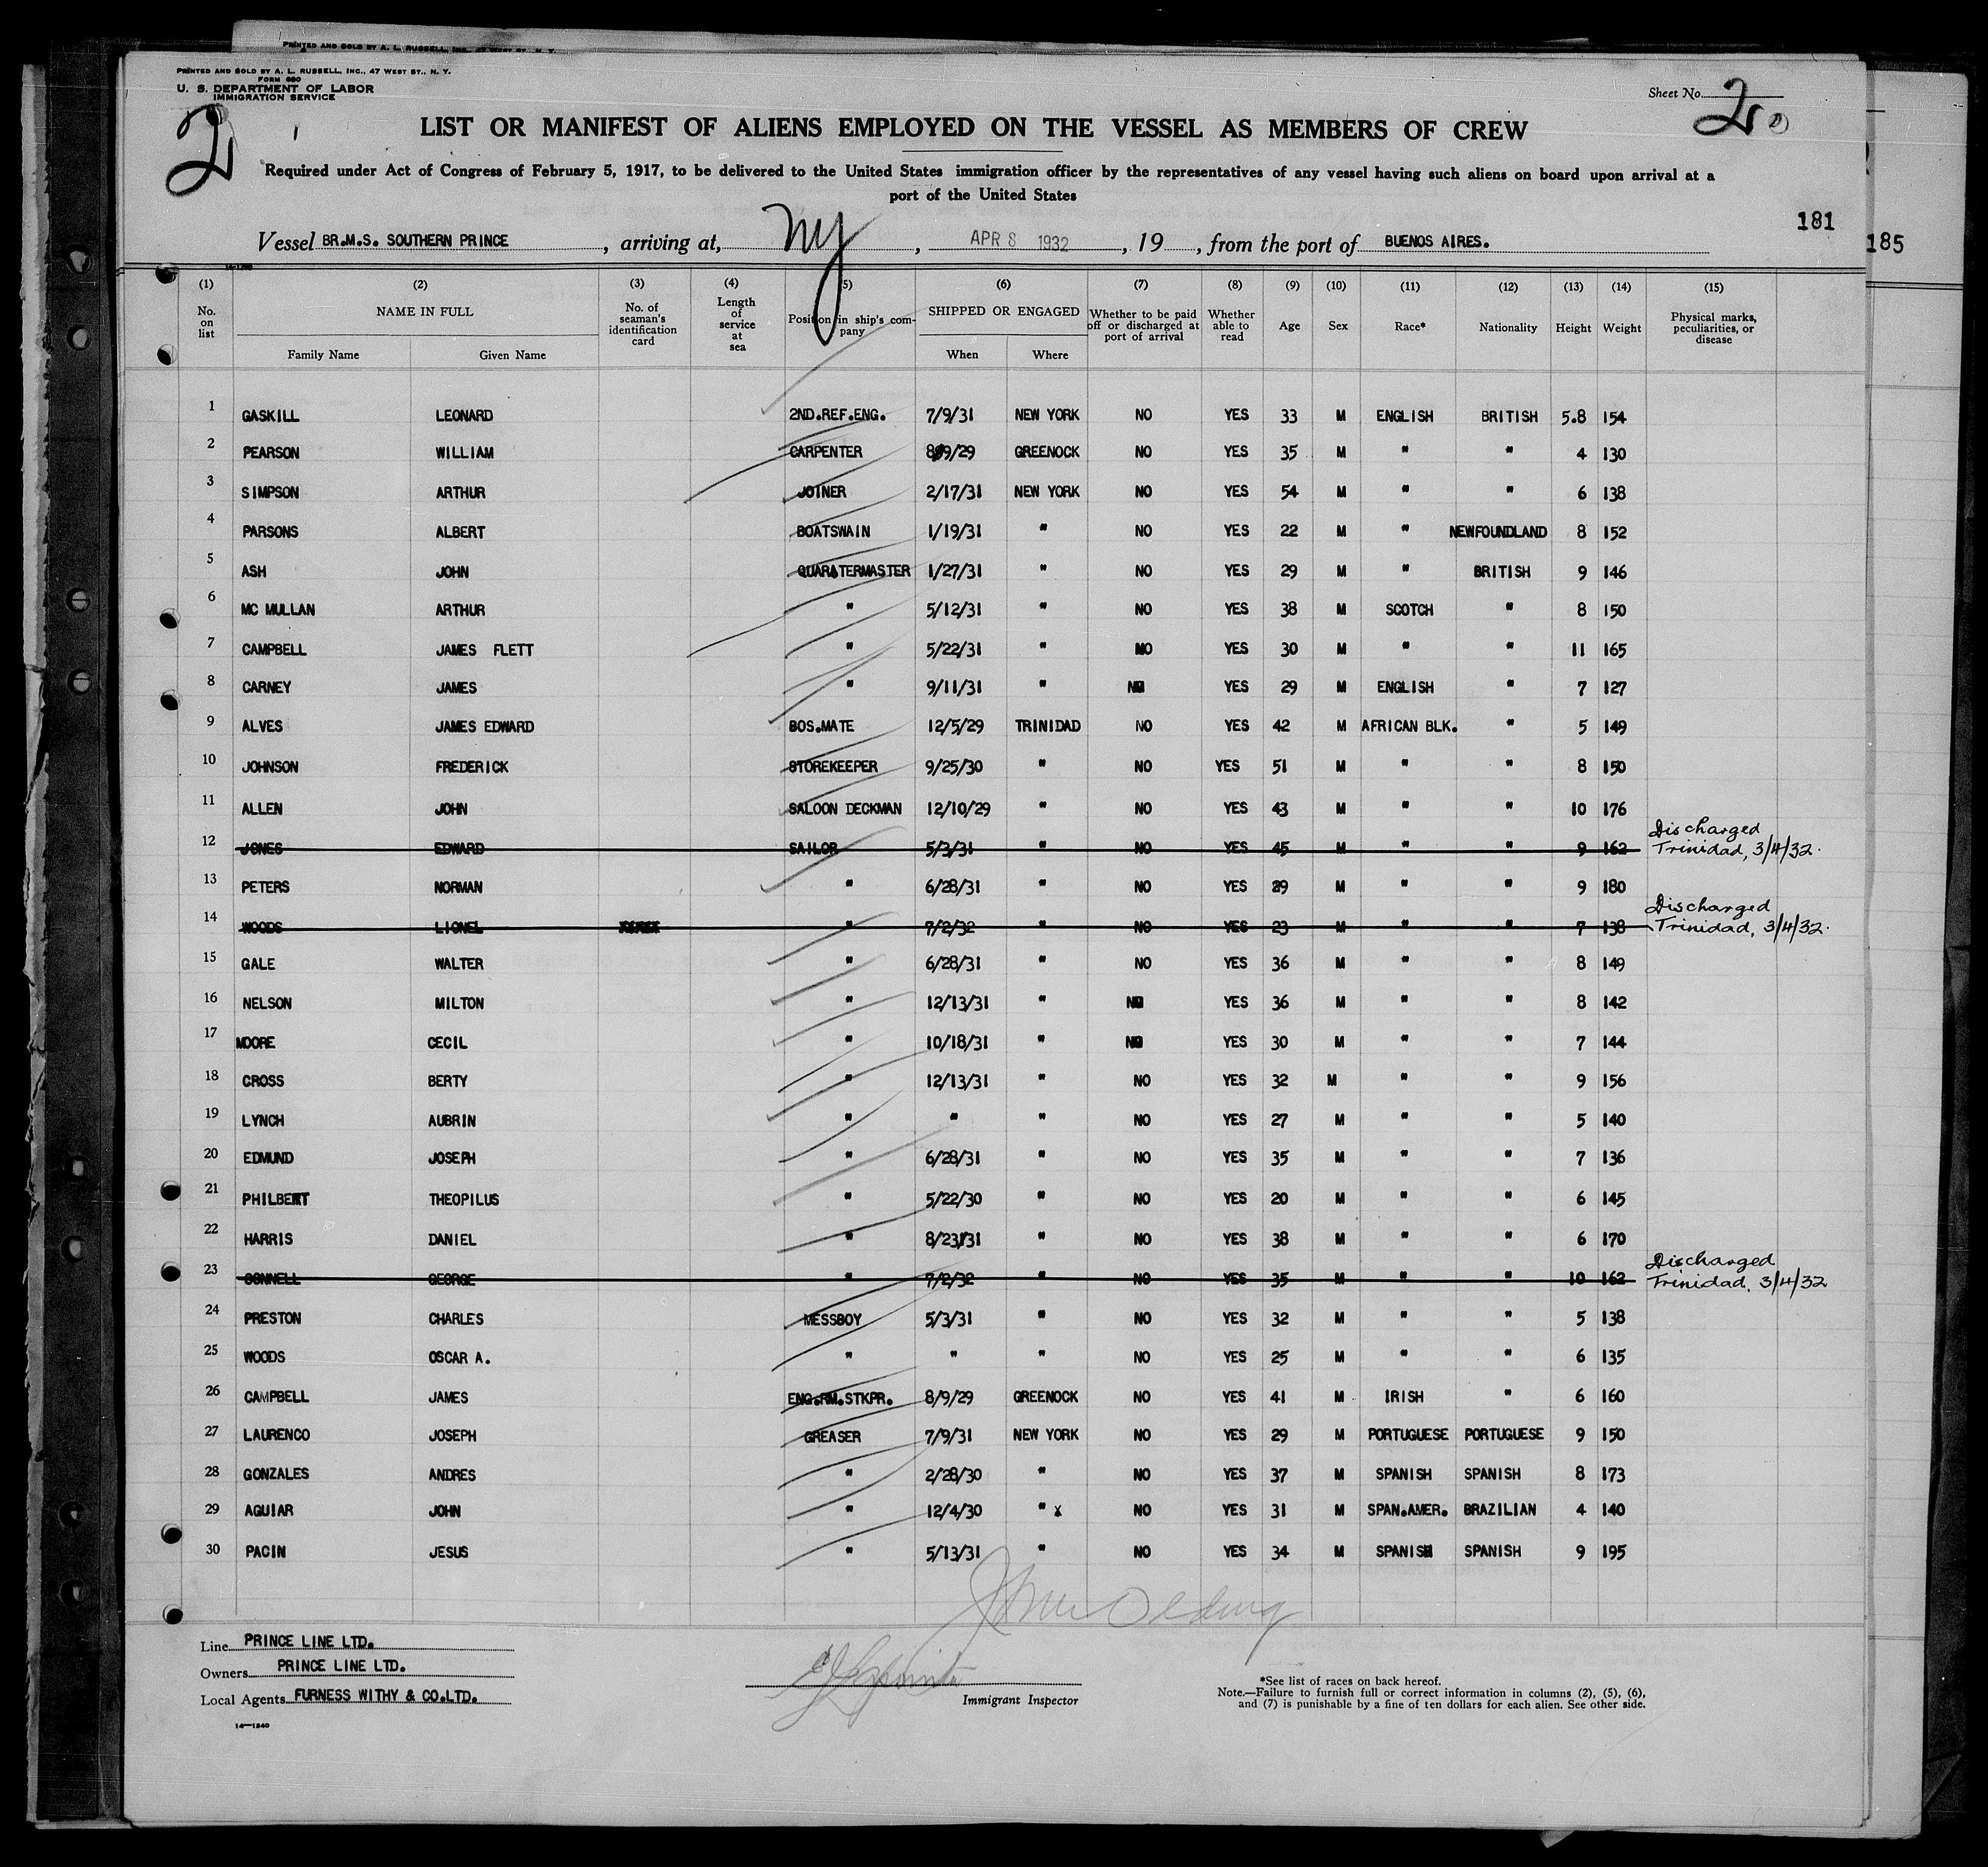 PRINTED AND SOLD BY A. L. RUSSELL, INC., 47 WEST ST., N. Y.
PRINTED AND SOLD BY A. L. RUSSELL, INC., 47 WEST ST., N. Y.
FORM 680
U. S. DEPARTMENT OF LABOR
IMMIGRATION SERVICE
Sheet No. 2
2
LIST OR MANIFEST OF ALIENS EMPLOYED ON THE VESSEL AS MEMBERS OF CREW
Required under Act of Congress of February 5, 1917, to be delivered to the United States immigration officer by the representatives of any vessel having such aliens on board upon arrival at a
port of the United States
181
185
Vessel BR.M.S. SOUTHERN PRINCE, arriving at, NY, APR 8 1932, 19, from the port of BUENOS AIRES.
(1) (2) (3) (4) (5) (6) (7) (8) (9) (10) (11) (12) (13) (14) (15)
No. on list NAME IN FULL Family Name Given Name No. of seaman's identification card Length of service at sea Position in ship's company SHIPPED OR ENGAGED When Where Whether to be paid off or discharged at port of arrival Whether able to read Age Sex Race* Nationality Height Weight Physical marks, peculiarities, or disease
1 GASKILL LEONARD 2ND.REF.ENG. 7/9/31 NEW YORK NO YES 33 M ENGLISH BRITISH 5.8 154
2 PEARSON WILLIAM CARPENTER 8/9/29 GREENOCK NO YES 35 M " " 4 130
3 SIMPSON ARTHUR JOINER 2/17/31 NEW YORK NO YES 54 M " " 6 138
4 PARSONS ALBERT BOATSWAIN 1/19/31 " NO YES 22 M " NEWFOUNDLAND 8 152
5 ASH JOHN QUARATERMASTER 1/27/31 " NO YES 29 M " BRITISH 9 146
6 MC MULLAN ARTHUR " 5/12/31 " NO YES 38 M SCOTCH " 8 150
7 CAMPBELL JAMES FLETT " 5/22/31 " NO YES 30 M " " 11 165
8 CARNEY JAMES " 9/11/31 " NO YES 29 M ENGLISH " 7 127
9 ALVES JAMES EDWARD BOS.MATE 12/5/29 TRINIDAD NO YES 42 M AFRICAN BLK. " 5 149
10 JOHNSON FREDERICK STOREKEEPER 9/25/30 " NO YES 51 M " " 8 150
11 ALLEN JOHN SALOON DECKMAN 12/10/29 " NO YES 43 M " " 10 176
12 JONES EDWARD SAILOR 5/3/31 " NO YES 45 M " " 9 162 Discharged Trinidad, 3/4/32.
13 PETERS NORMAN " 6/28/31 " NO YES 29 M " " 9 180
14 WOODS LIONEL " 7/2/32 " NO YES 23 M " " 7 138 Discharged Trinidad, 3/4/32.
15 GALE WALTER " 6/28/31 " NO YES 36 M " " 8 149
16 NELSON MILTON " 12/13/31 " NO YES 36 M " " 8 142
17 MOORE CECIL " 10/18/31 " NO YES 30 M " " 7 144
18 CROSS BERTY " 12/13/31 " NO YES 32 M " " 9 156
19 LYNCH AUBRIN " " " NO YES 27 M " " 5 140
20 EDMUND JOSEPH " 6/28/31 " NO YES 35 M " " 7 136
21 PHILBERT THEOPILUS " 5/22/30 " NO YES 20 M " " 6 145
22 HARRIS DANIEL " 8/23/31 " NO YES 38 M " " 6 170
23 CONNELL GEORGE " 7/2/32 " NO YES 35 M " " 10 162 Discharged Trinidad, 3/4/32
24 PRESTON CHARLES MESSBOY 5/3/31 " NO YES 32 M " " 5 138
25 WOODS OSCAR A. " " " NO YES 25 M " " 6 135
26 CAMPBELL JAMES ENG.RM.STKPR. 8/9/29 GREENOCK NO YES 41 M IRISH " 6 160
27 LAURENCO JOSEPH GREASER 7/9/31 NEW YORK NO YES 29 M PORTUGUESE PORTUGUESE 9 150
28 GONZALES ANDRES " 2/28/30 " NO YES 37 M SPANISH SPANISH 8 173
29 AGUIAR JOHN " 12/4/30 " x NO YES 31 M SPAN.AMER. BRAZILIAN 4 140
30 PACIN JESUS " 5/13/31 " NO YES 34 M SPANISH SPANISH 9 195
Line PRINCE LINE LTD.
Owners PRINCE LINE LTD.
Local Agents FURNESS WITHY & CO.LTD.
14—1240
Immigrant Inspector
*See list of races on back hereof.
Note.—Failure to furnish full or correct information in columns (2), (5), (6),
and (7) is punishable by a fine of ten dollars for each alien. See other side.